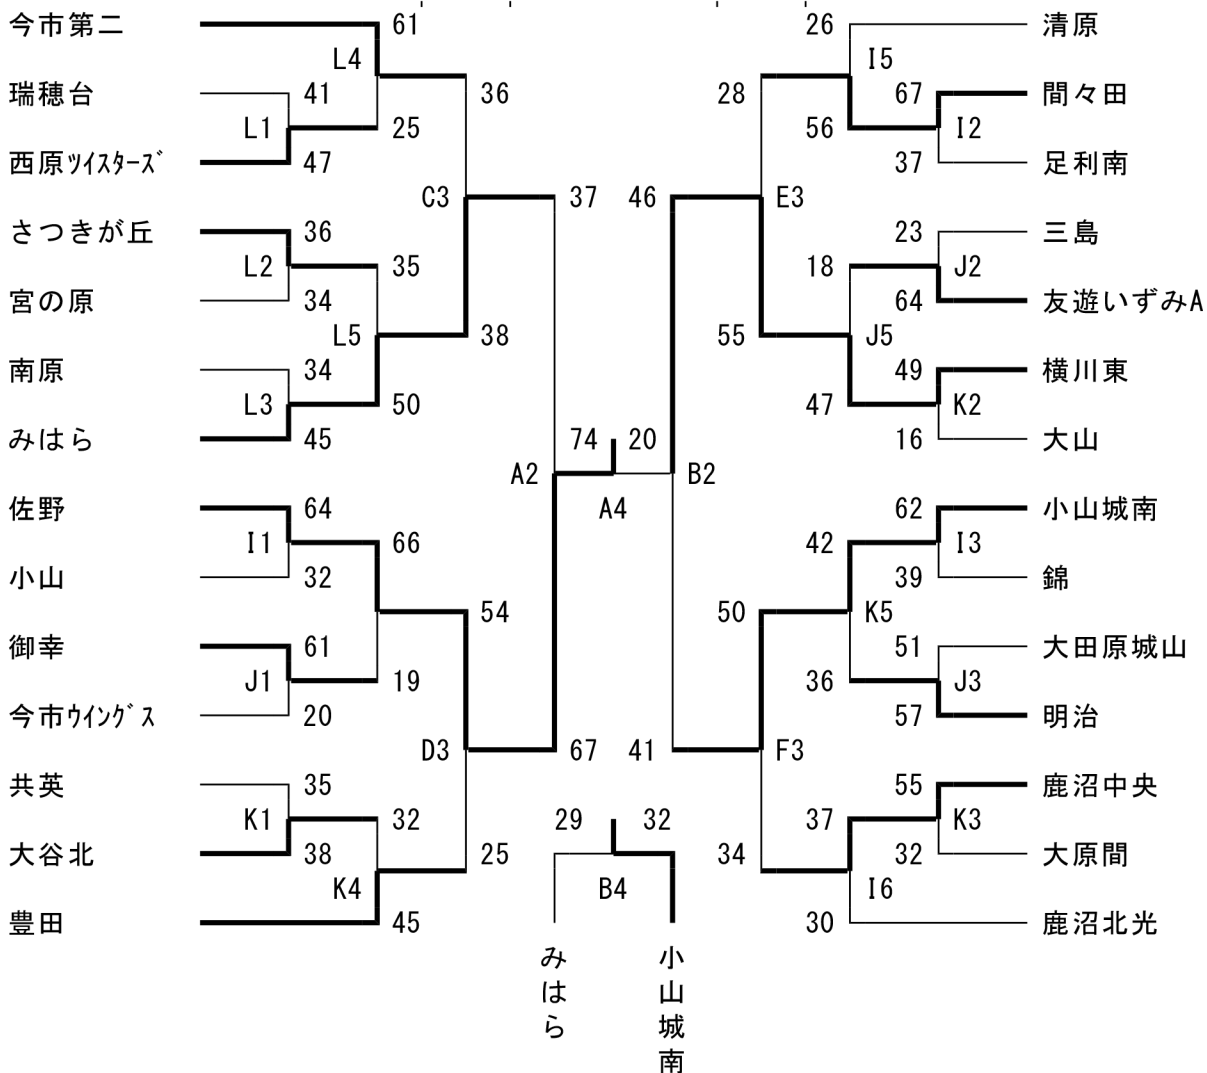 今市第二 61 26 清原
L4 I5
瑞穂台 41 36 28 67 間々田
L1 25 56 I2
西原ツイスターズ 47 37 足利南
C3 37 46 E3
さつきが丘 36 23 三島
L2 35 18 J2
宮の原 34 64 友遊いずみA
L5 38 55 J5
南原 34 49 横川東
L3 50 47 K2
みはら 45 74 20 16 大山
A2 B2
佐野 64 A4 62 小山城南
I1 66 42 I3
小山 32 39 錦
54 50 K5
御幸 61 51 大田原城山
J1 19 36 J3
今市ウイングス 20 57 明治
D3 67 41 F3
共英 35 55 鹿沼中央
K1 32 29 32 37 K3
大谷北 38 25 34 32 大原間
K4 B4 I6
豊田 45 30 鹿沼北光
みはら
小山城南